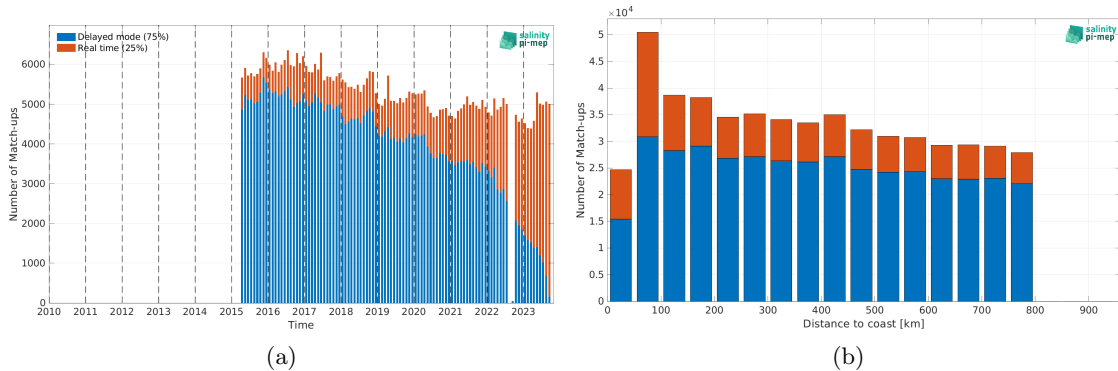 Delayed mode (75%)
Real time (25%)
salinity
pi-mep
Number of Match-ups
6000
5000
4000
3000
2000
1000
0
2010 2011 2012 2013 2014 2015 2016 2017 2018 2019 2020 2021 2022 2023
Time
(a)
×10⁴
salinity
pi-mep
Number of Match-ups
5
4.5
4
3.5
3
2.5
2
1.5
1
0.5
0
0 100 200 300 400 500 600 700 800 900
Distance to coast [km]
(b)